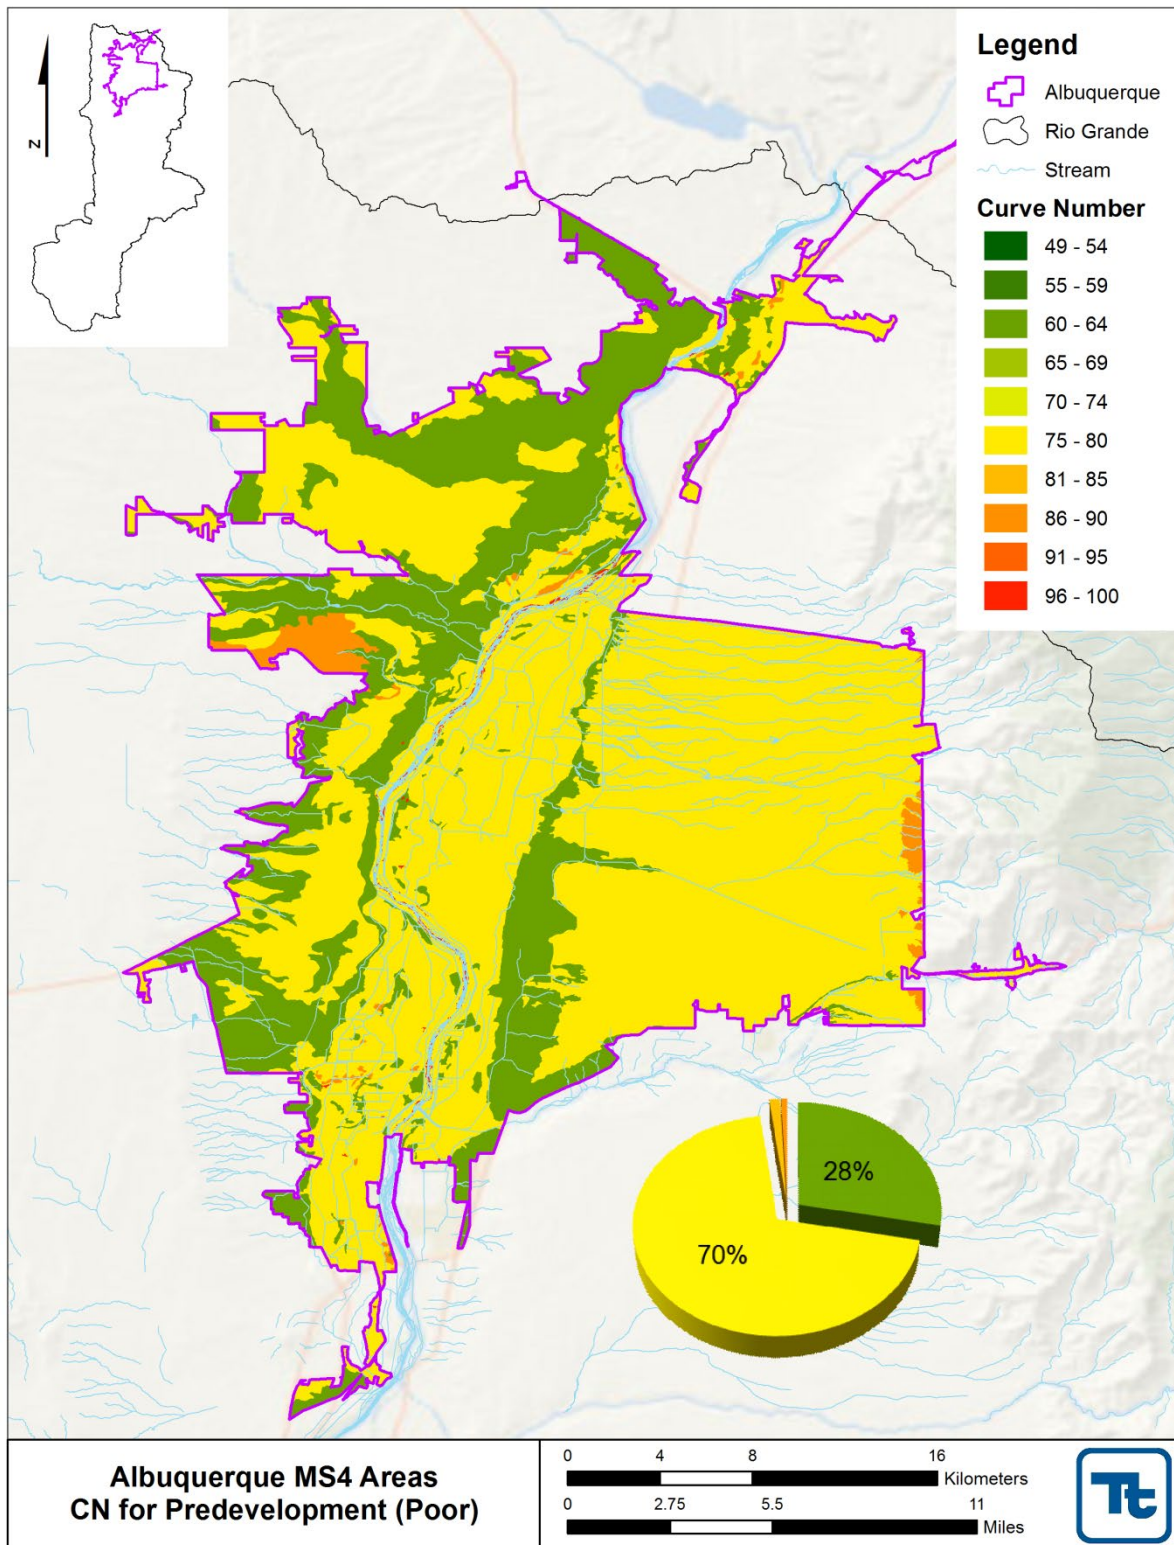 N
Legend
Albuquerque
Rio Grande
Stream
Curve Number
49 - 54
55 - 59
60 - 64
65 - 69
70 - 74
75 - 80
81 - 85
86 - 90
91 - 95
96 - 100
28%
70%
Albuquerque MS4 Areas
CN for Predevelopment (Poor)
0 4 8 16
Kilometers
0 2.75 5.5 11
Miles
Tt